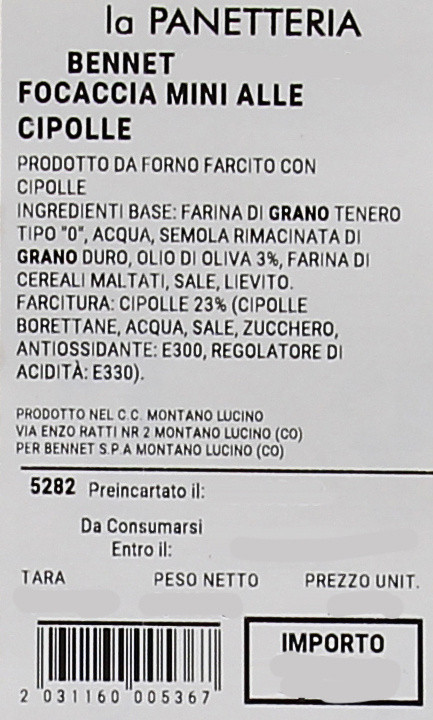 la PANETTERIA
BENNET
FOCACCIA MINI ALLE
CIPOLLE
PRODOTTO DA FORNO FARCITO CON
CIPOLLE
INGREDIENTI BASE: FARINA DI GRANO TENERO
TIPO "0", ACQUA, SEMOLA RIMACINATA DI
GRANO DURO, OLIO DI OLIVA 3%, FARINA DI
CEREALI MALTATI, SALE, LIEVITO.
FARCITURA: CIPOLLE 23% (CIPOLLE
BORETTANE, ACQUA, SALE, ZUCCHERO,
ANTIOSSIDANTE: E300, REGOLATORE DI
ACIDITÀ: E330).
PRODOTTO NEL C.C. MONTANO LUCINO
VIA ENZO RATTI NR 2 MONTANO LUCINO (CO)
PER BENNET S.P.A MONTANO LUCINO (CO)
5282 Preincartato il:
Da Consumarsi
Entro il:
TARA PESO NETTO PREZZO UNIT.
IMPORTO
2 031160 005367